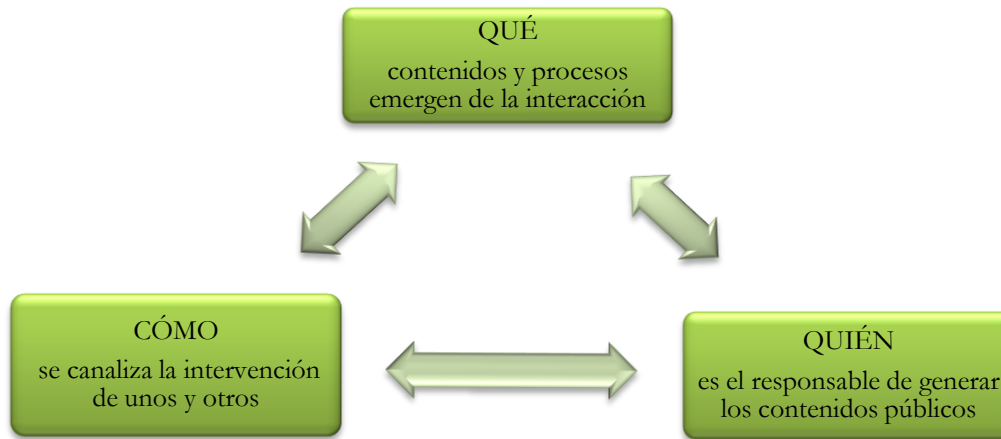 QUÉ
contenidos y procesos
emergen de la interacción
CÓMO
se canaliza la intervención
de unos y otros
QUIÉN
es el responsable de generar
los contenidos públicos